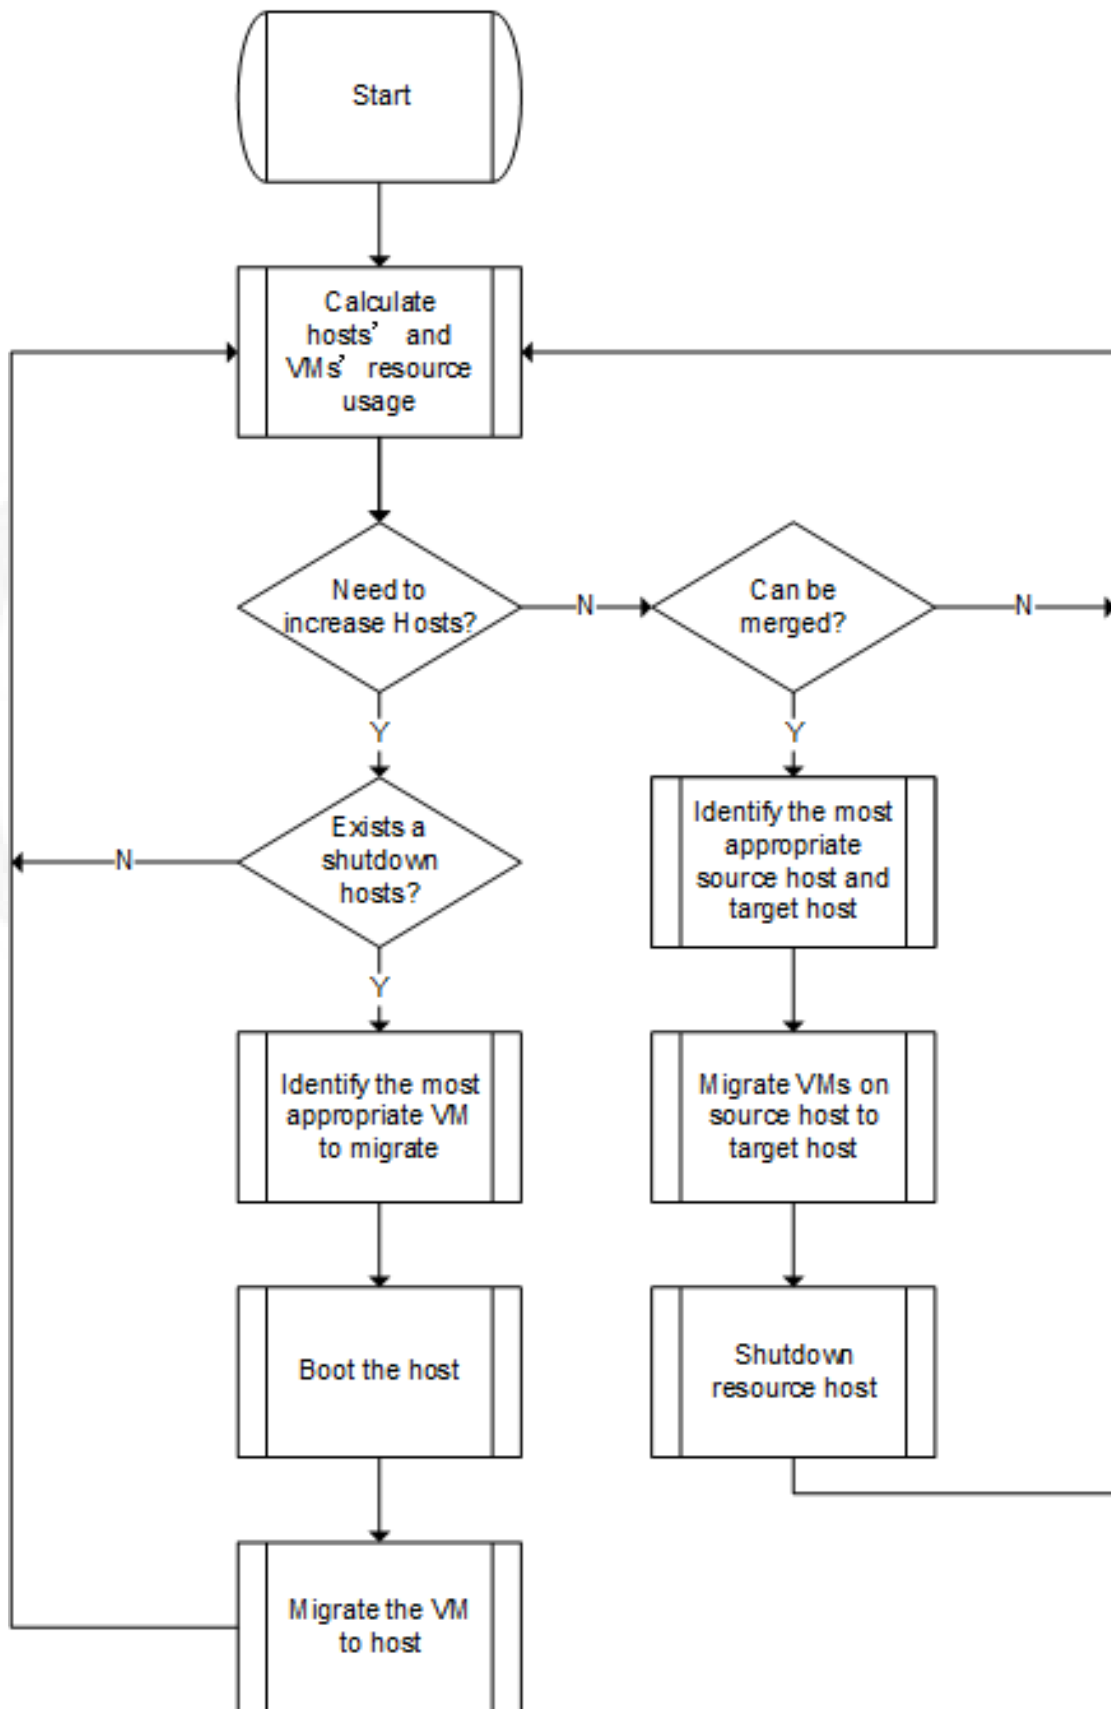 Start
Calculate
hosts’ and
VMs’ resource
usage
Need to
increase Hosts?
N
Can be
merged?
N
Y
Y
Exists a
shutdown
hosts?
N
Identify the most
appropriate
source host and
target host
Y
Identify the most
appropriate VM
to migrate
Migrate VMs on
source host to
target host
Boot the host
Shutdown
resource host
Migrate the VM
to host